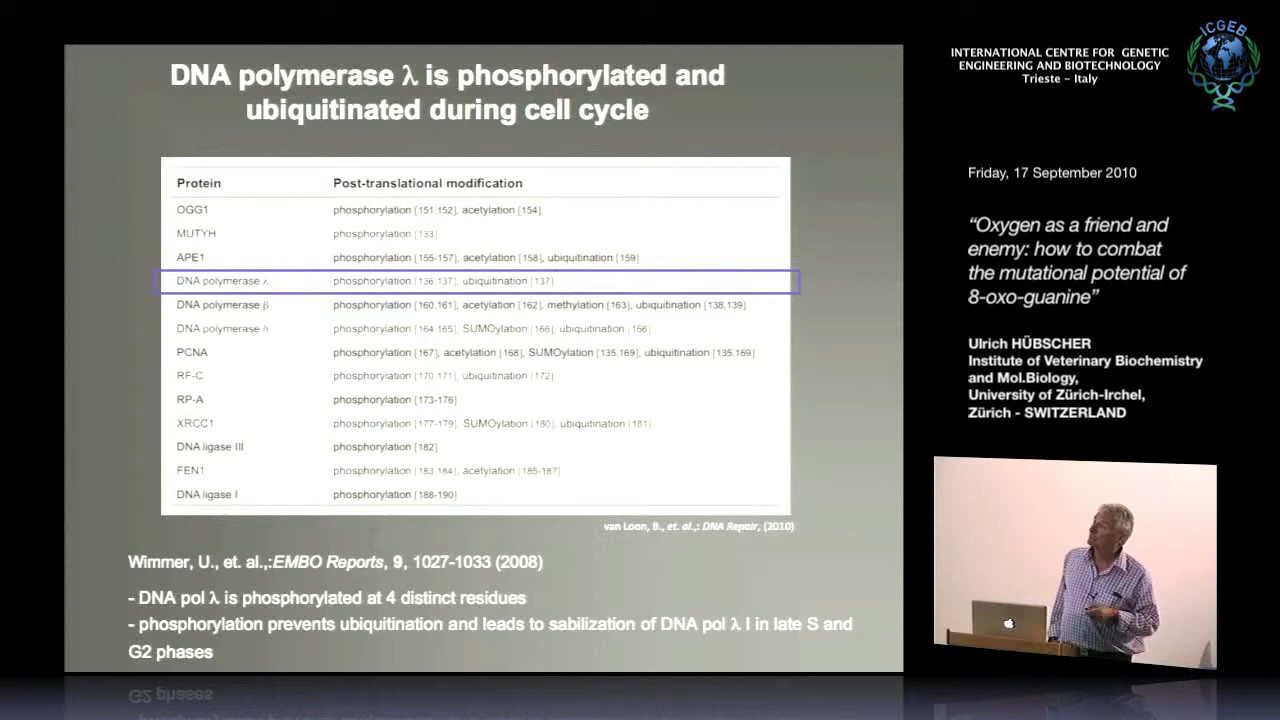 DNA polymerase λ is phosphorylated and
ubiquitinated during cell cycle
Protein Post-translational modification
OGG1 phosphorylation [151,152], acetylation [154]
MUTYH phosphorylation [133]
APE1 phosphorylation [155-157], acetylation [158], ubiquitination [159]
DNA polymerase λ phosphorylation [136 137], ubiquitination [137]
DNA polymerase β phosphorylation [160,161], acetylation [162], methylation [163], ubiquitination [138,139]
DNA polymerase δ phosphorylation [164 165], SUMOylation [166], ubiquitination [166]
PCNA phosphorylation [167], acetylation [168], SUMOylation [135,169], ubiquitination [135,169]
RF-C phosphorylation [170 171], ubiquitination [172]
RP-A phosphorylation [173-176]
XRCC1 phosphorylation [177-179], SUMOylation [180], ubiquitination [181]
DNA ligase III phosphorylation [182]
FEN1 phosphorylation [183 184], acetylation [185-187]
DNA ligase I phosphorylation [188-190]
van Loon, B., et. al.,: DNA Repair, (2010)
Wimmer, U., et. al.,:EMBO Reports, 9, 1027-1033 (2008)
- DNA pol λ is phosphorylated at 4 distinct residues
- phosphorylation prevents ubiquitination and leads to sabilization of DNA pol λ I in late S and
G2 phases
INTERNATIONAL CENTRE FOR GENETIC
ENGINEERING AND BIOTECHNOLOGY
Trieste - Italy
ICGEB
Friday, 17 September 2010
“Oxygen as a friend and
enemy: how to combat
the mutational potential of
8-oxo-guanine”
Ulrich HÜBSCHER
Institute of Veterinary Biochemistry
and Mol.Biology,
University of Zürich-Irchel,
Zürich - SWITZERLAND